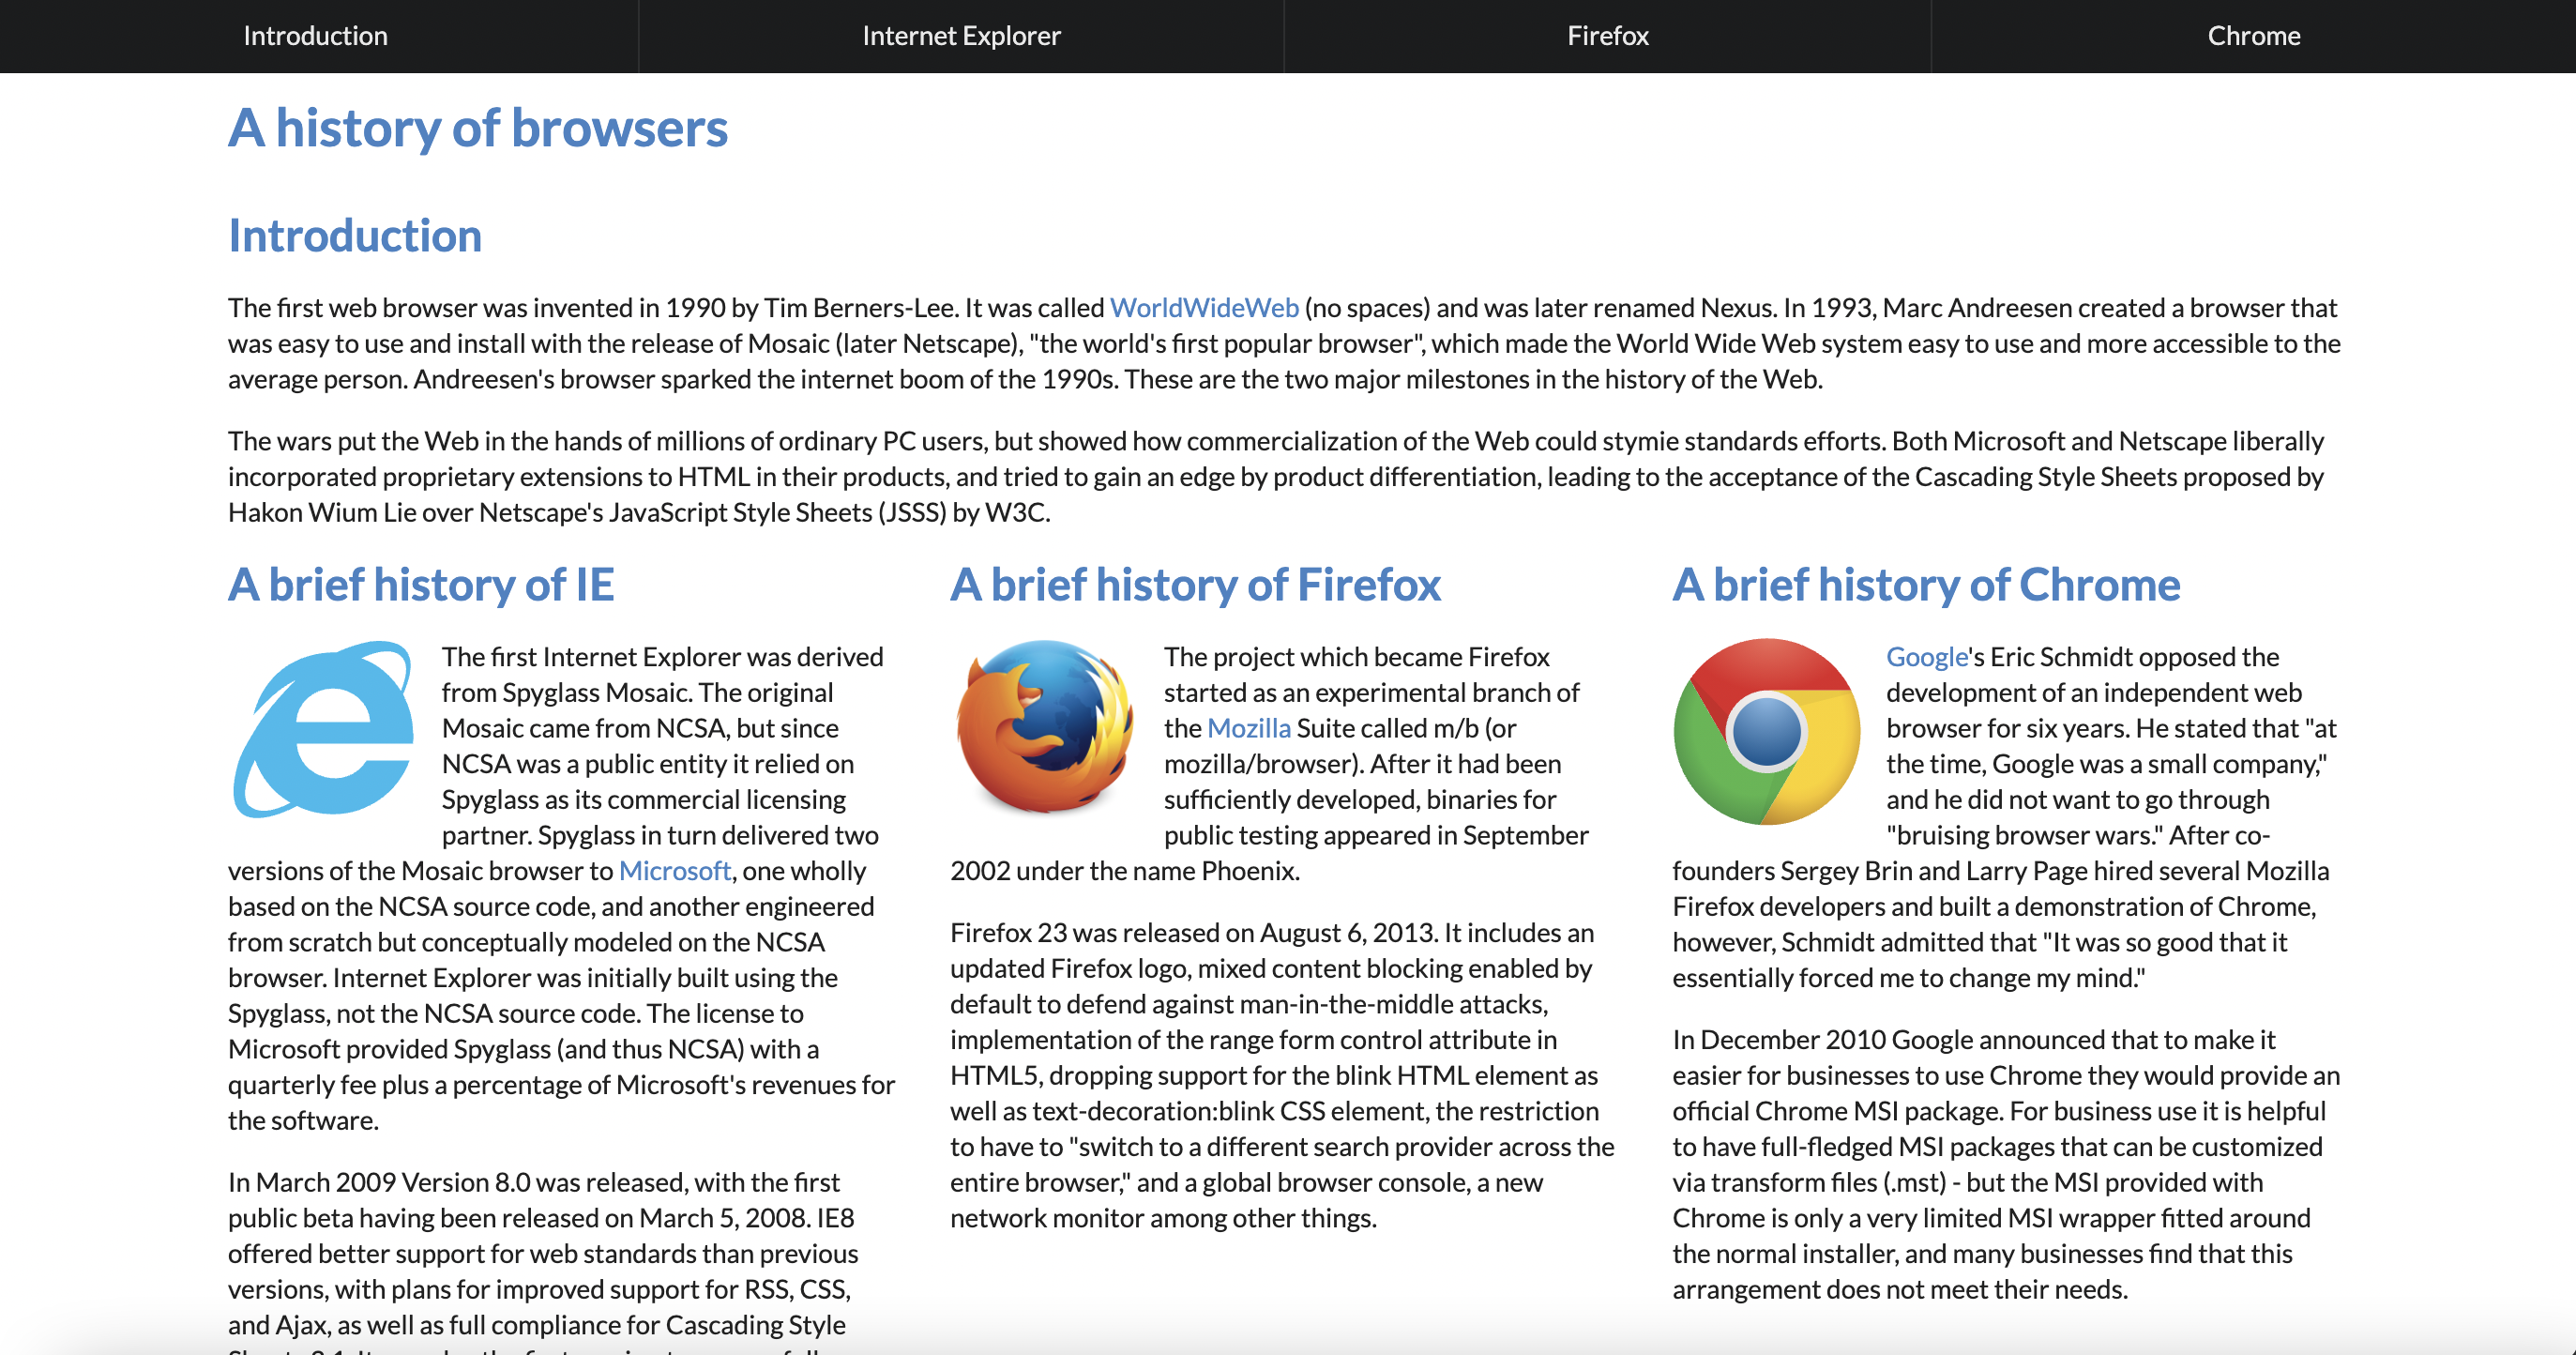 Introduction
Internet Explorer
Firefox
Chrome
A history of browsers
Introduction
The first web browser was invented in 1990 by Tim Berners-Lee. It was called WorldWideWeb (no spaces) and was later renamed Nexus. In 1993, Marc Andreesen created a browser that
was easy to use and install with the release of Mosaic (later Netscape), "the world's first popular browser", which made the World Wide Web system easy to use and more accessible to the
average person. Andreesen's browser sparked the internet boom of the 1990s. These are the two major milestones in the history of the Web.
The wars put the Web in the hands of millions of ordinary PC users, but showed how commercialization of the Web could stymie standards efforts. Both Microsoft and Netscape liberally
incorporated proprietary extensions to HTML in their products, and tried to gain an edge by product differentiation, leading to the acceptance of the Cascading Style Sheets proposed by
Hakon Wium Lie over Netscape's JavaScript Style Sheets (JSSS) by W3C.
A brief history of IE
The first Internet Explorer was derived
from Spyglass Mosaic. The original
Mosaic came from NCSA, but since
NCSA was a public entity it relied on
Spyglass as its commercial licensing
partner. Spyglass in turn delivered two
versions of the Mosaic browser to Microsoft, one wholly
based on the NCSA source code, and another engineered
from scratch but conceptually modeled on the NCSA
browser. Internet Explorer was initially built using the
Spyglass, not the NCSA source code. The license to
Microsoft provided Spyglass (and thus NCSA) with a
quarterly fee plus a percentage of Microsoft's revenues for
the software.
In March 2009 Version 8.0 was released, with the first
public beta having been released on March 5, 2008. IE8
offered better support for web standards than previous
versions, with plans for improved support for RSS, CSS,
and Ajax, as well as full compliance for Cascading Style
A brief history of Firefox
The project which became Firefox
started as an experimental branch of
the Mozilla Suite called m/b (or
mozilla/browser). After it had been
sufficiently developed, binaries for
public testing appeared in September
2002 under the name Phoenix.
Firefox 23 was released on August 6, 2013. It includes an
updated Firefox logo, mixed content blocking enabled by
default to defend against man-in-the-middle attacks,
implementation of the range form control attribute in
HTML5, dropping support for the blink HTML element as
well as text-decoration:blink CSS element, the restriction
to have to "switch to a different search provider across the
entire browser," and a global browser console, a new
network monitor among other things.
A brief history of Chrome
Google's Eric Schmidt opposed the
development of an independent web
browser for six years. He stated that "at
the time, Google was a small company,"
and he did not want to go through
"bruising browser wars." After co-
founders Sergey Brin and Larry Page hired several Mozilla
Firefox developers and built a demonstration of Chrome,
however, Schmidt admitted that "It was so good that it
essentially forced me to change my mind."
In December 2010 Google announced that to make it
easier for businesses to use Chrome they would provide an
official Chrome MSI package. For business use it is helpful
to have full-fledged MSI packages that can be customized
via transform files (.mst) - but the MSI provided with
Chrome is only a very limited MSI wrapper fitted around
the normal installer, and many businesses find that this
arrangement does not meet their needs.